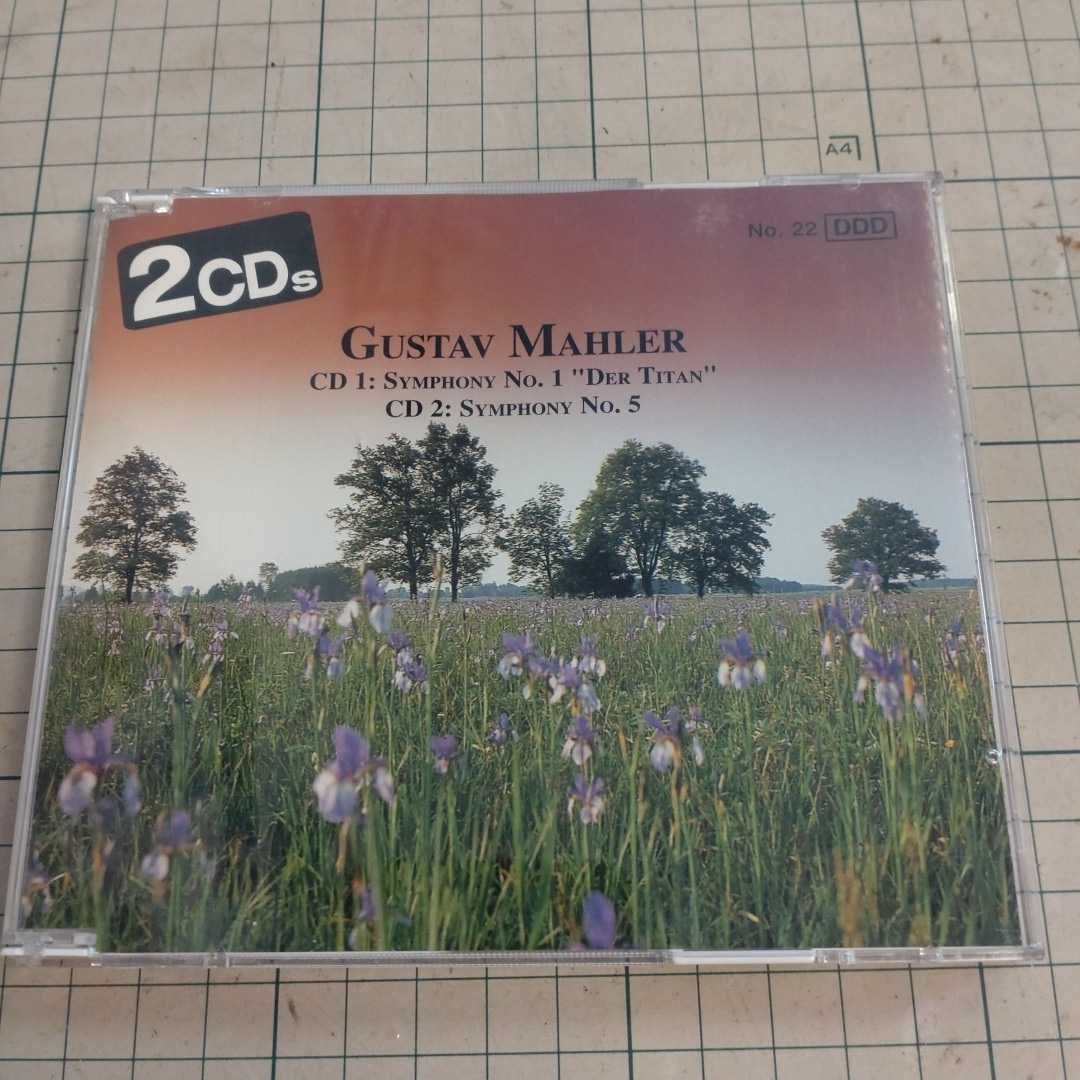 A4
No. 22 DDD
2CDs
GUSTAV MAHLER
CD 1: SYMPHONY NO. 1 "DER TITAN"
CD 2: SYMPHONY NO. 5